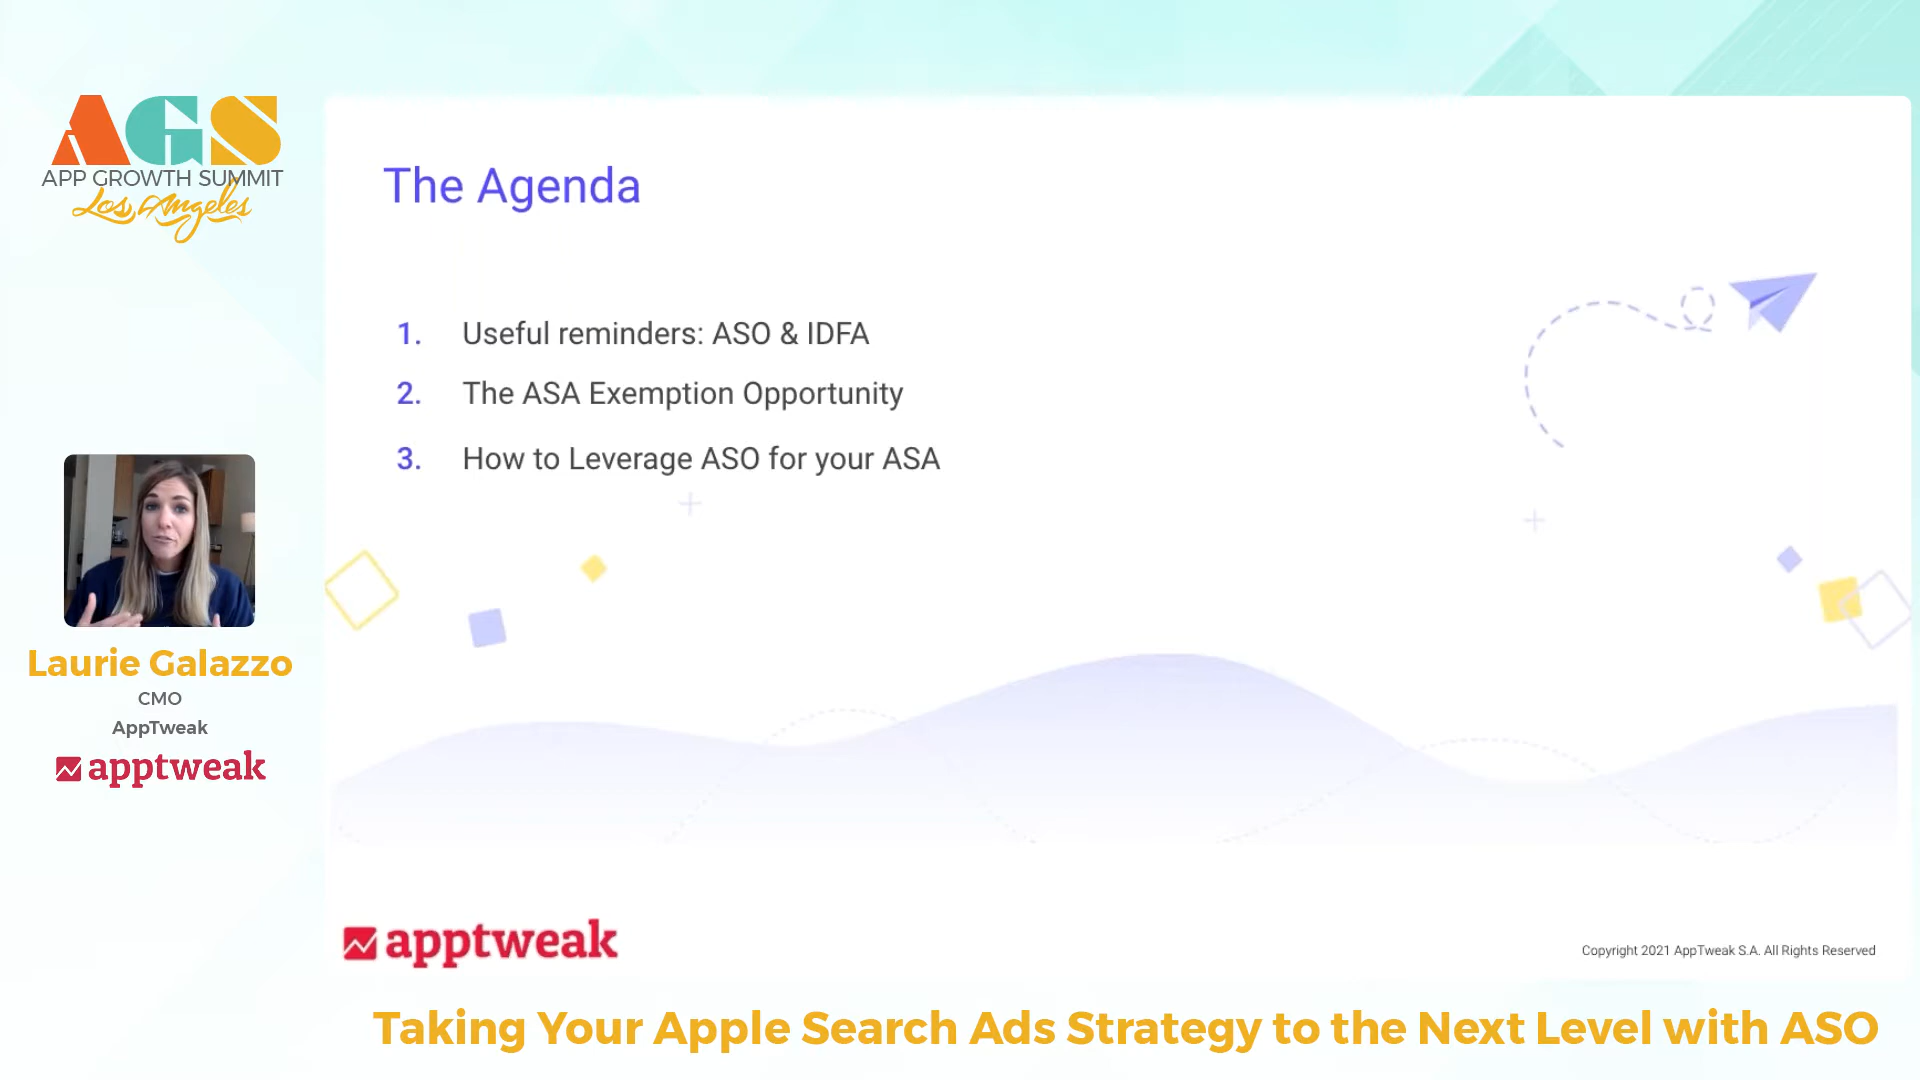 AGS
APP GROWTH SUMMIT
Los Angeles
The Agenda
1. Useful reminders: ASO & IDFA
2. The ASA Exemption Opportunity
3. How to Leverage ASO for your ASA
Laurie Galazzo
CMO
AppTweak
apptweak
apptweak
Copyright 2021 AppTweak S.A. All Rights Reserved
Taking Your Apple Search Ads Strategy to the Next Level with ASO